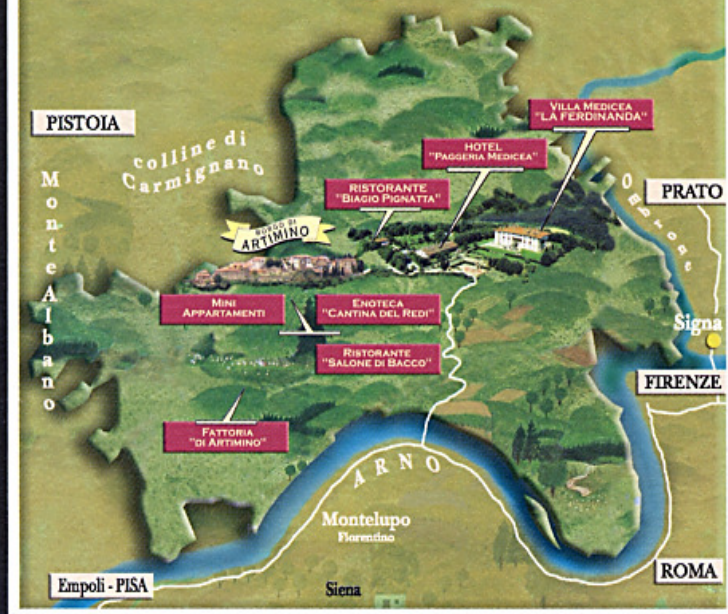 VILLA MEDICEA
"LA FERDINANDA"
PISTOIA
HOTEL
"PAGGERIA MEDICEA"
colline di
Carmignano
RISTORANTE
"BIAGIO PIGNATTA"
PRATO
Monte Albano
BORGO DI
ARTIMINO
MINI
APPARTAMENTI
ENOTECA
"CANTINA DEL REDI"
Signa
RISTORANTE
"SALONE DI BACCO"
FIRENZE
FATTORIA
"DI ARTIMINO"
ARNO
Montelupo
Fiorentino
ROMA
Empoli - PISA
Siena